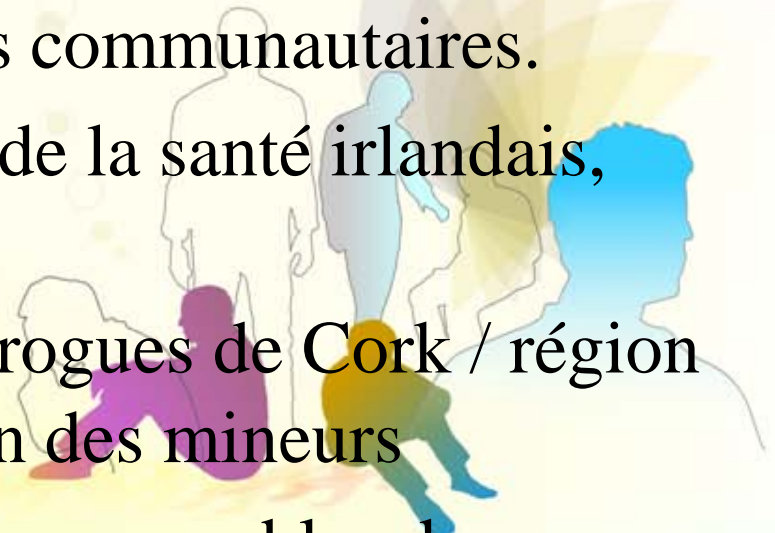 s communautaires.
de la santé irlandais,
rogues de Cork / région
n des mineurs